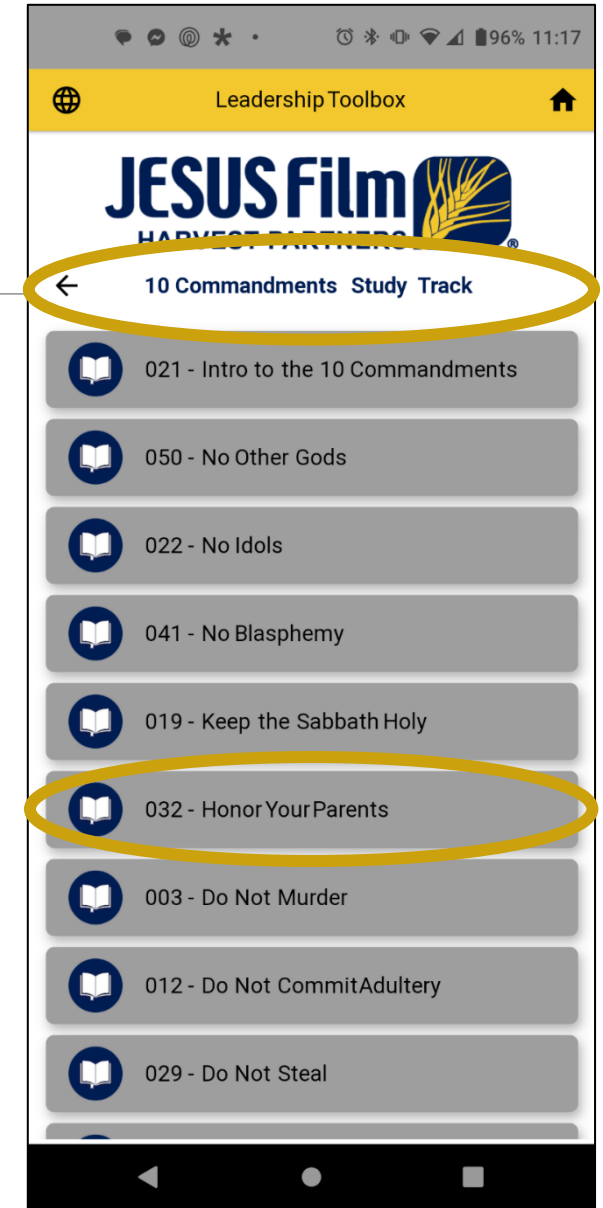 96% 11:17
Leadership Toolbox
JESUS Film
HARVEST PARTNERS
®
10 Commandments Study Track
021 - Intro to the 10 Commandments
050 - No Other Gods
022 - No Idols
041 - No Blasphemy
019 - Keep the Sabbath Holy
032 - Honor Your Parents
003 - Do Not Murder
012 - Do Not Commit Adultery
029 - Do Not Steal